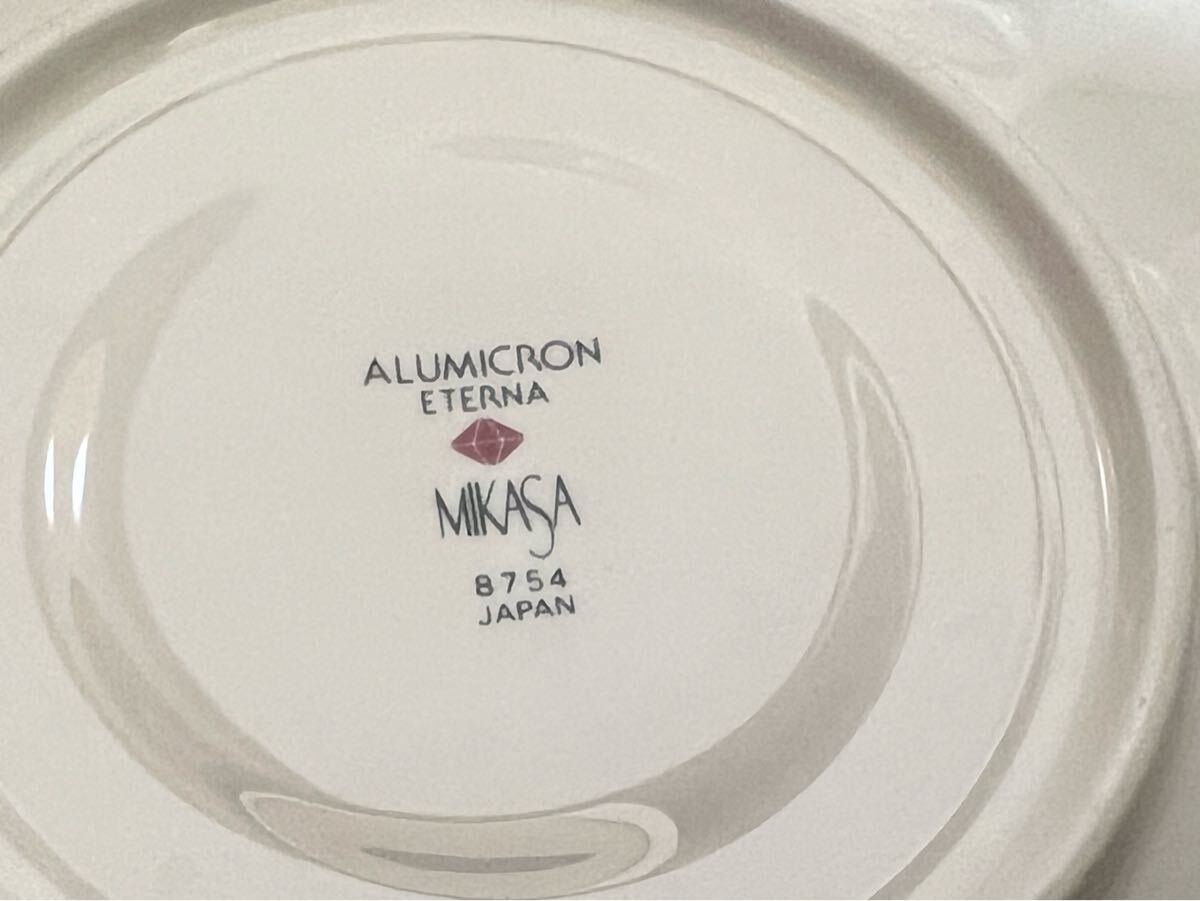 ALUMICRON
ETERNA
MIKASA
8754
JAPAN